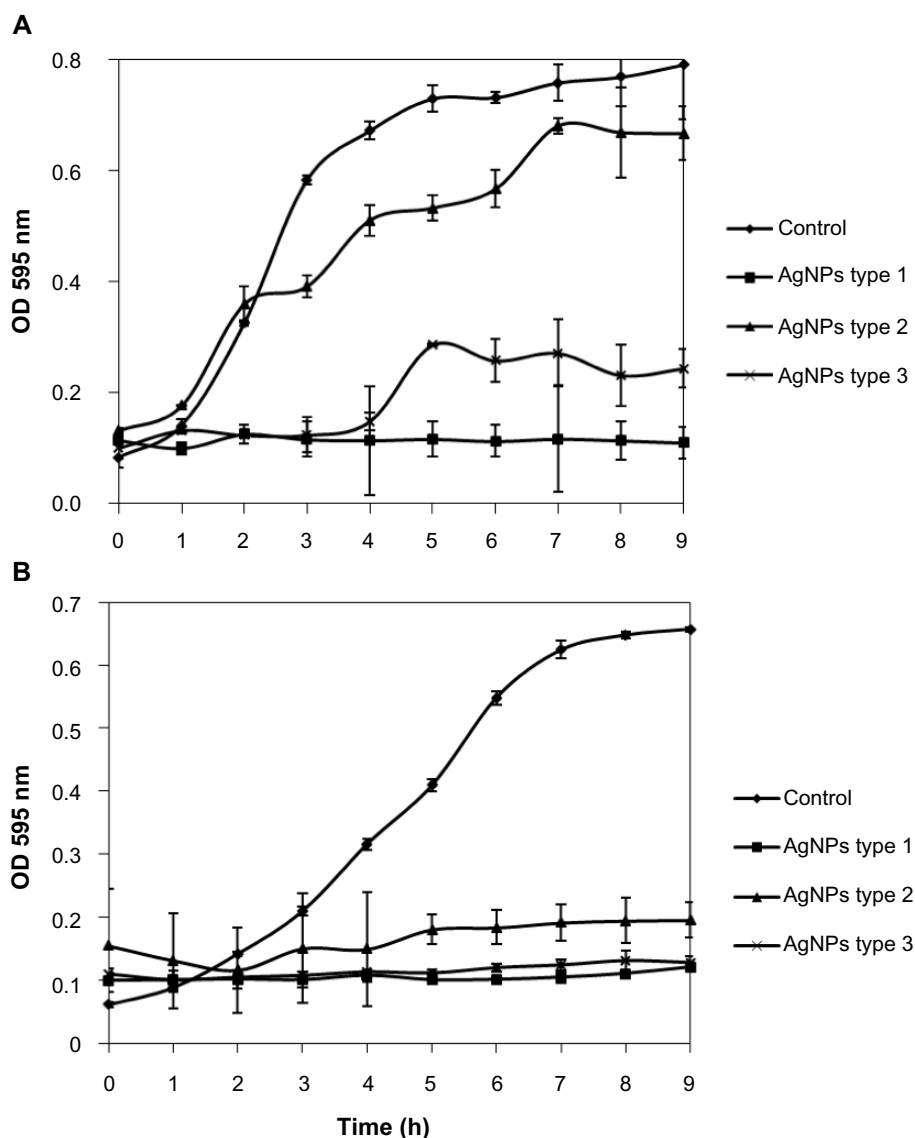 A
OD 595 nm
0.8
0.6
0.4
0.2
0.0
0 1 2 3 4 5 6 7 8 9
Control
AgNPs type 1
AgNPs type 2
AgNPs type 3
B
OD 595 nm
0.7
0.6
0.5
0.4
0.3
0.2
0.1
0
0 1 2 3 4 5 6 7 8 9
Time (h)
Control
AgNPs type 1
AgNPs type 2
AgNPs type 3